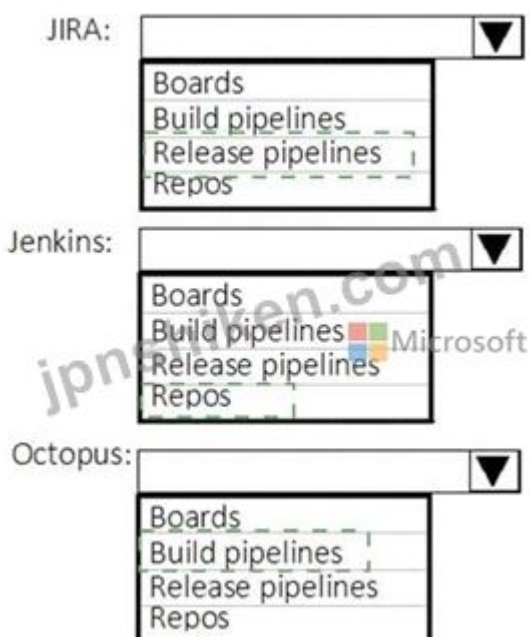 JIRA:
Boards
Build pipelines
Release pipelines
Repos
Jenkins:
Boards
Build pipelines
Microsoft
Release pipelines
Repos
jpnshiken.com
Octopus:
Boards
Build pipelines
Release pipelines
Repos